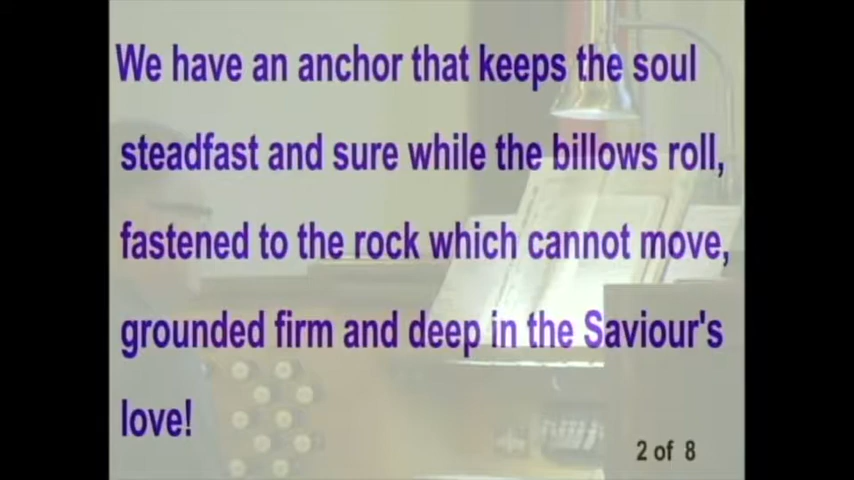 We have an anchor that keeps the soul
steadfast and sure while the billows roll,
fastened to the rock which cannot move,
grounded firm and deep in the Saviour's
love!
2 of 8